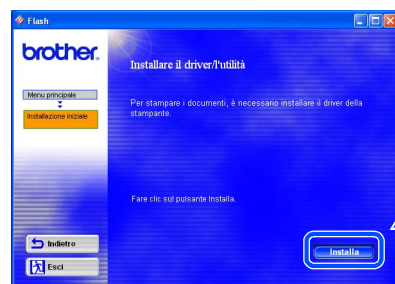 Flash
brother.
Installare il driver/l'utilità
Menu principale
Installazione iniziale
Per stampare i documenti, è necessario installare il driver della
stampante.
Fare clic sul pulsante Installa.
Indietro
Esci
Installa